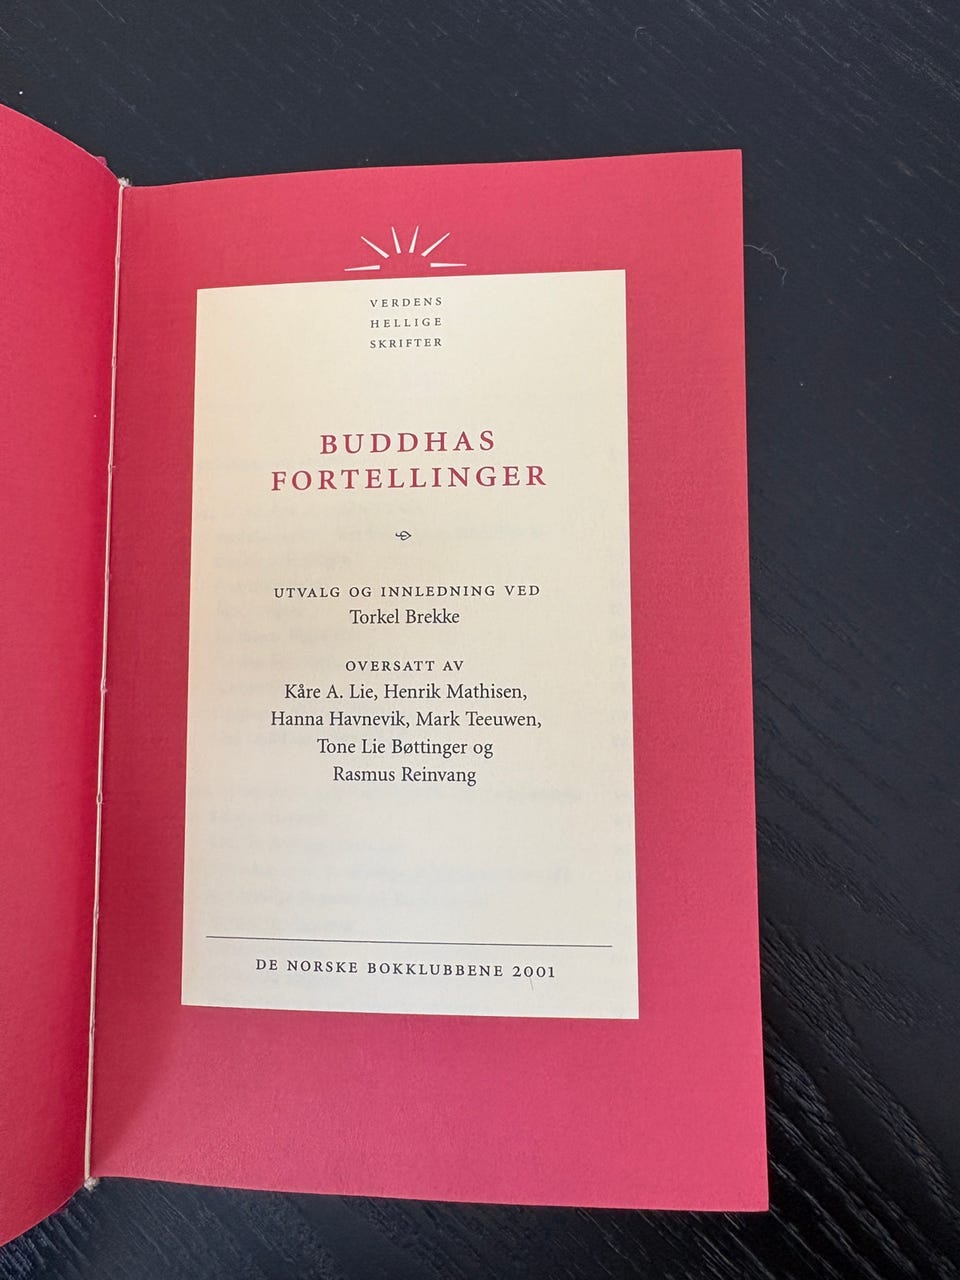 VERDENS
HELLIGE
SKRIFTER
BUDDHAS
FORTELLINGER
UTVALG OG INNLEDNING VED
Torkel Brekke
OVERSATT AV
Kåre A. Lie, Henrik Mathisen,
Hanna Havnevik, Mark Teeuwen,
Tone Lie Bøttinger og
Rasmus Reinvang
DE NORSKE BOKKLUBBENE 2001